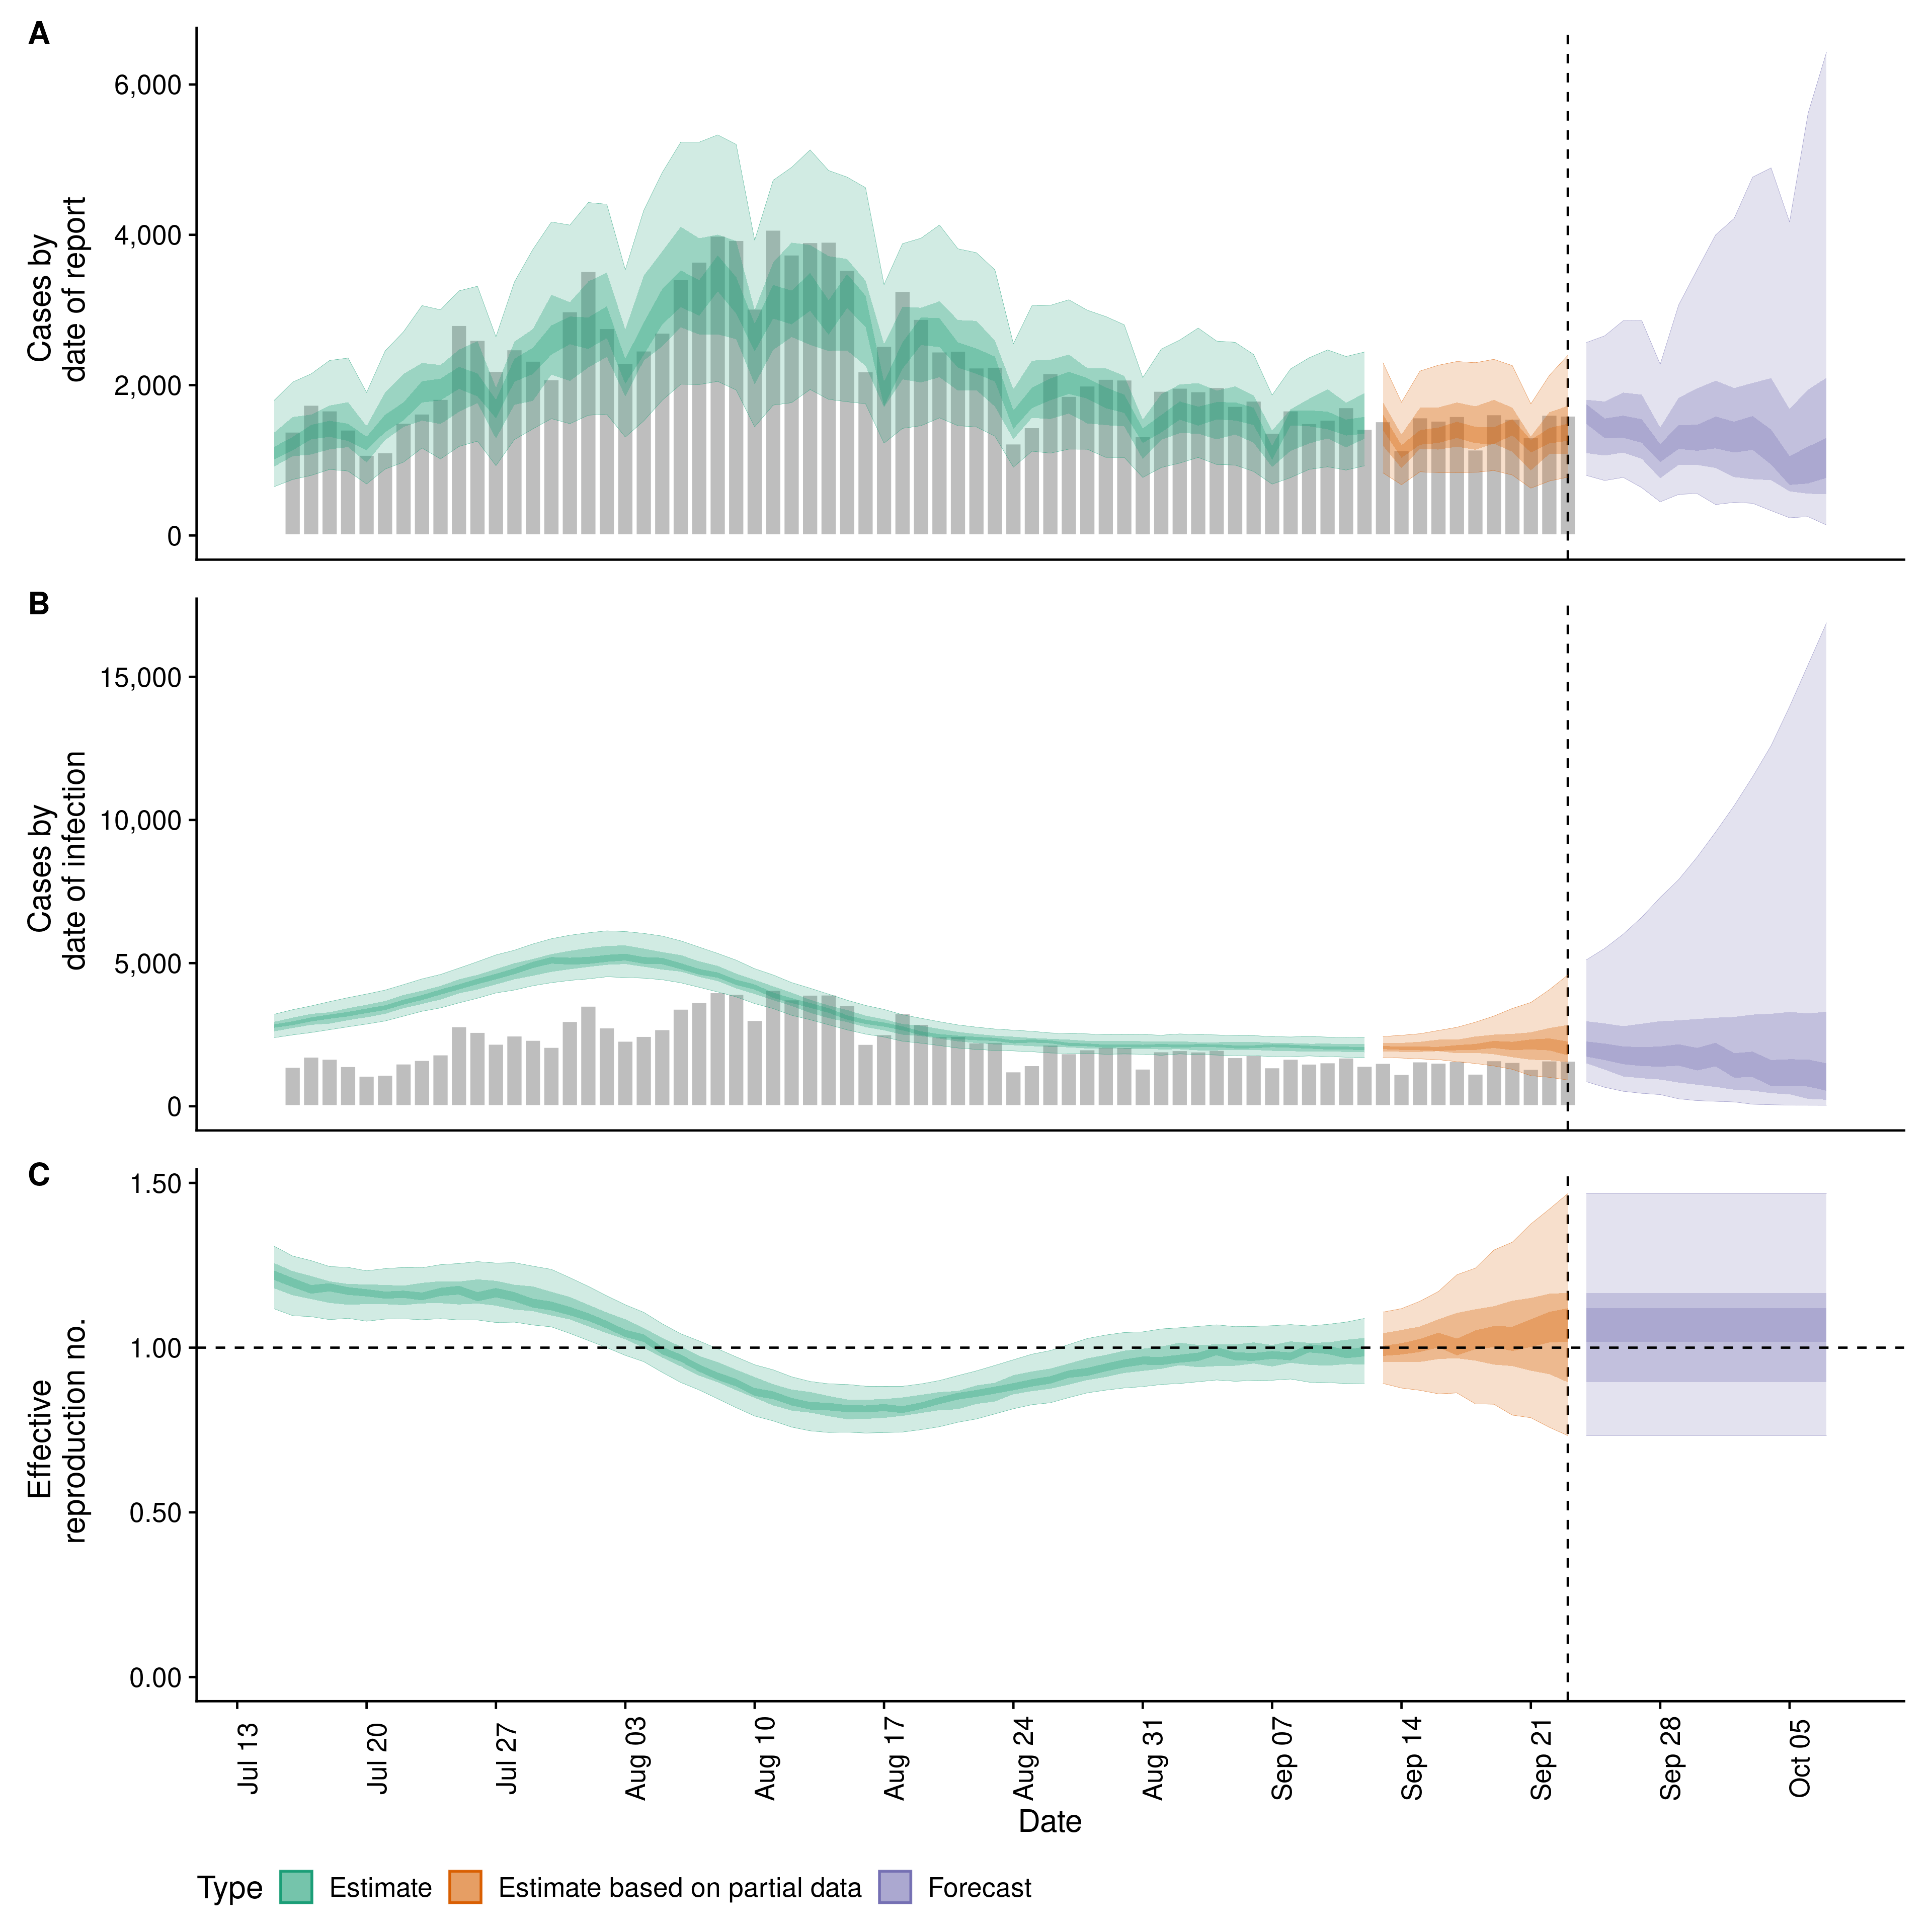 A
Cases by
date of report
6,000
4,000
2,000
0
B
Cases by
date of infection
15,000
10,000
5,000
0
C
Effective
reproduction no.
1.50
1.00
0.50
0.00
Jul 13
Jul 20
Jul 27
Aug 03
Aug 10
Aug 17
Aug 24
Aug 31
Sep 07
Sep 14
Sep 21
Sep 28
Oct 05
Date
Type Estimate Estimate based on partial data Forecast